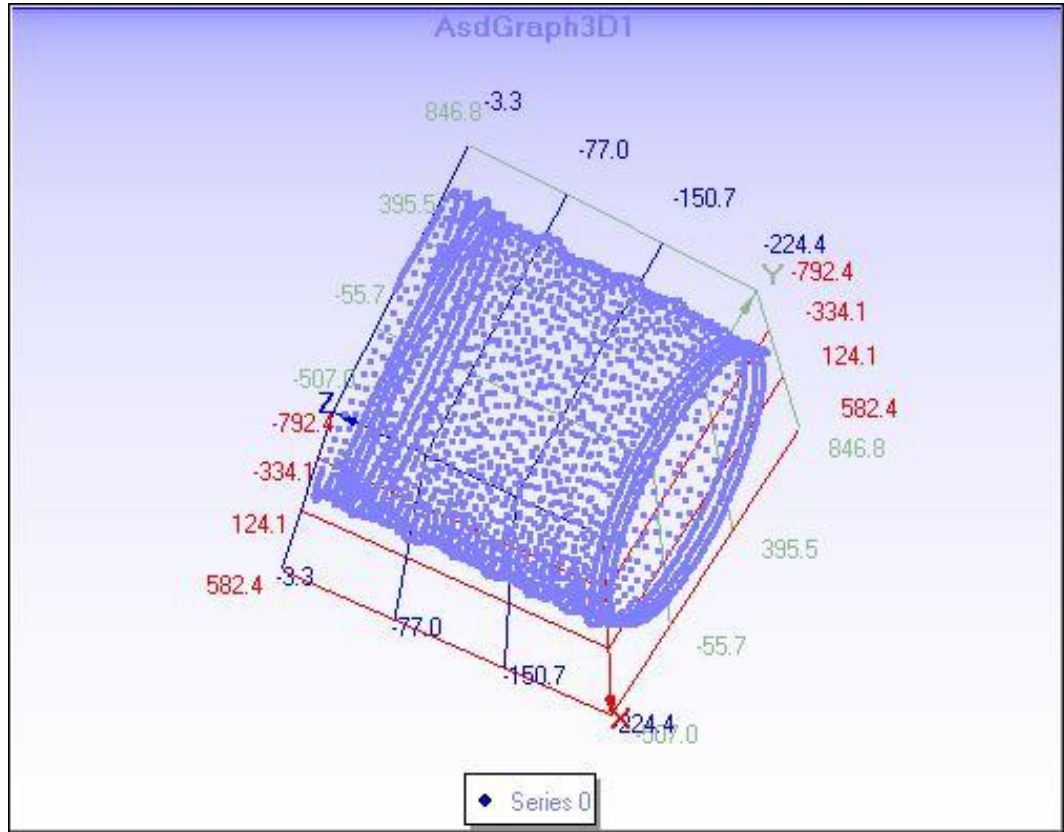 AsdGraph3D1
846.8 -3.3
-77.0
395.5 -150.7
-224.4
Y -792.4
-55.7 -334.1
124.1
-507.0
Z 582.4
-792.4 846.8
-334.1
124.1 395.5
582.4 -3.3
-77.0 -55.7
-150.7
X -224.4
-507.0
Series 0